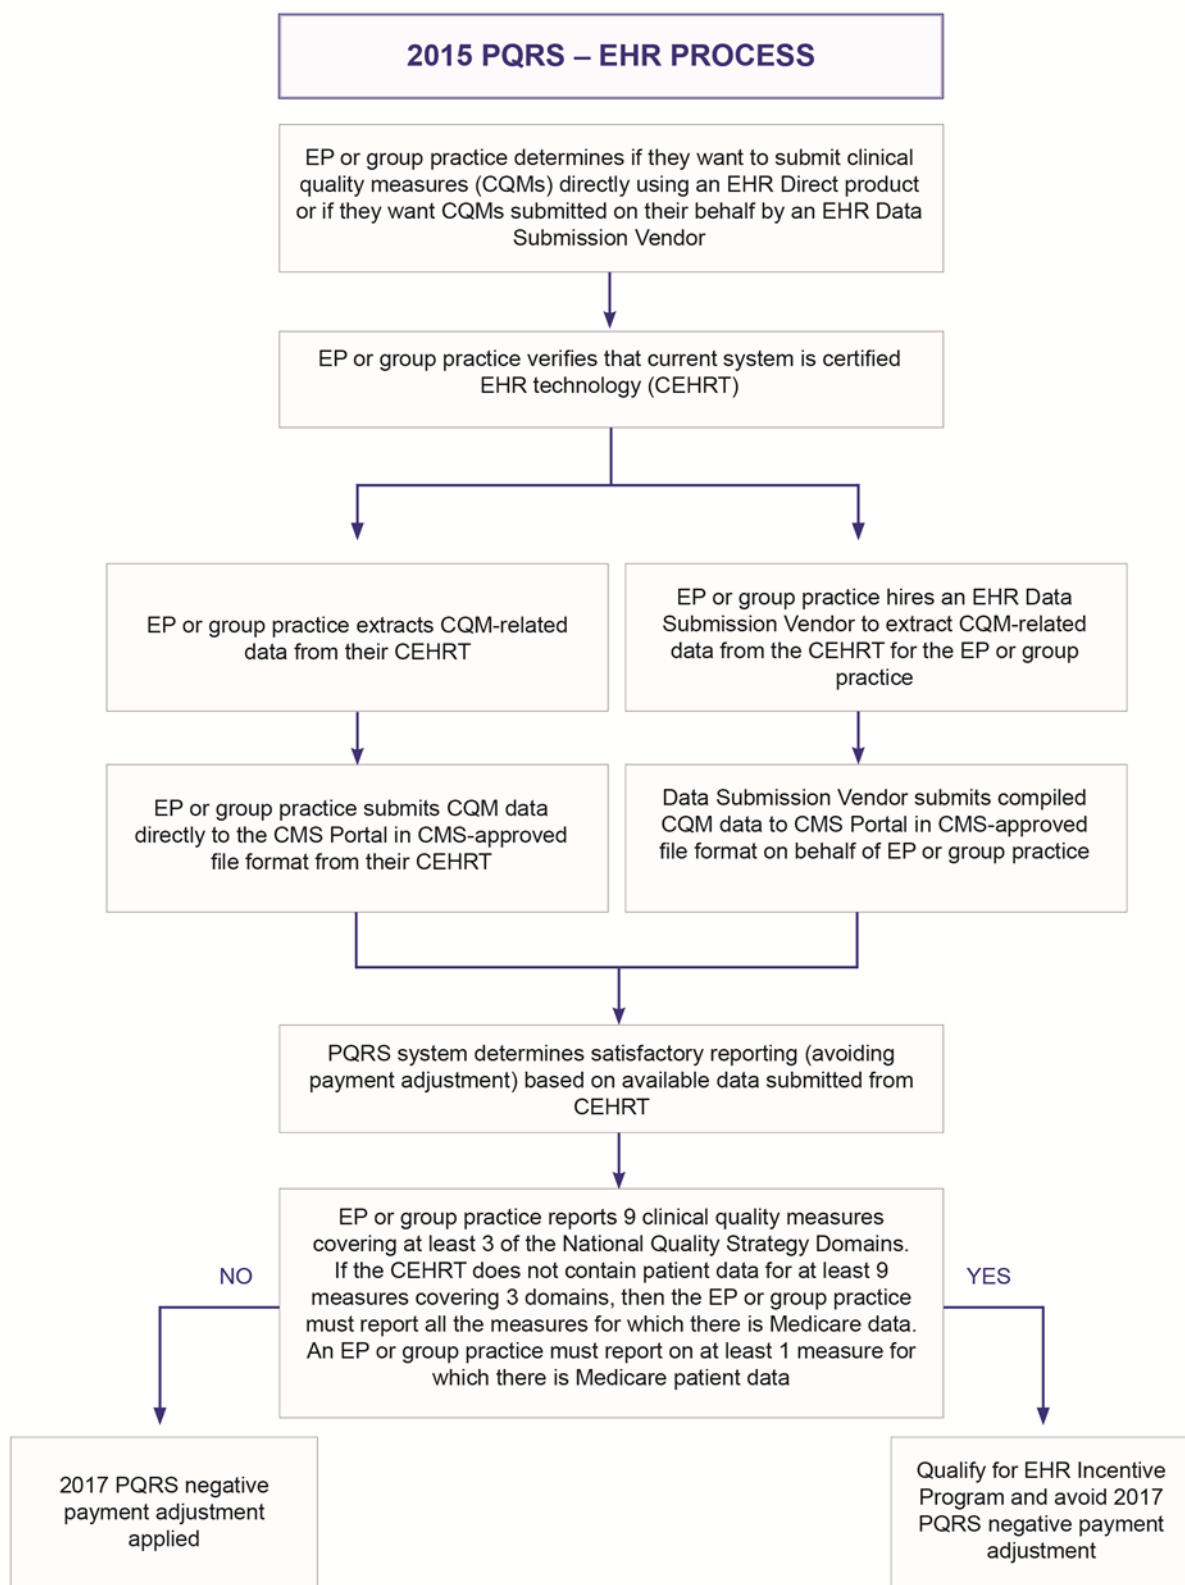 2015 PQRS – EHR PROCESS
EP or group practice determines if they want to submit clinical
quality measures (CQMs) directly using an EHR Direct product
or if they want CQMs submitted on their behalf by an EHR Data
Submission Vendor
EP or group practice verifies that current system is certified
EHR technology (CEHRT)
EP or group practice extracts CQM-related
data from their CEHRT
EP or group practice hires an EHR Data
Submission Vendor to extract CQM-related
data from the CEHRT for the EP or group
practice
EP or group practice submits CQM data
directly to the CMS Portal in CMS-approved
file format from their CEHRT
Data Submission Vendor submits compiled
CQM data to CMS Portal in CMS-approved
file format on behalf of EP or group practice
PQRS system determines satisfactory reporting (avoiding
payment adjustment) based on available data submitted from
CEHRT
EP or group practice reports 9 clinical quality measures
covering at least 3 of the National Quality Strategy Domains.
If the CEHRT does not contain patient data for at least 9
measures covering 3 domains, then the EP or group practice
must report all the measures for which there is Medicare data.
An EP or group practice must report on at least 1 measure for
which there is Medicare patient data
NO
YES
2017 PQRS negative
payment adjustment
applied
Qualify for EHR Incentive
Program and avoid 2017
PQRS negative payment
adjustment